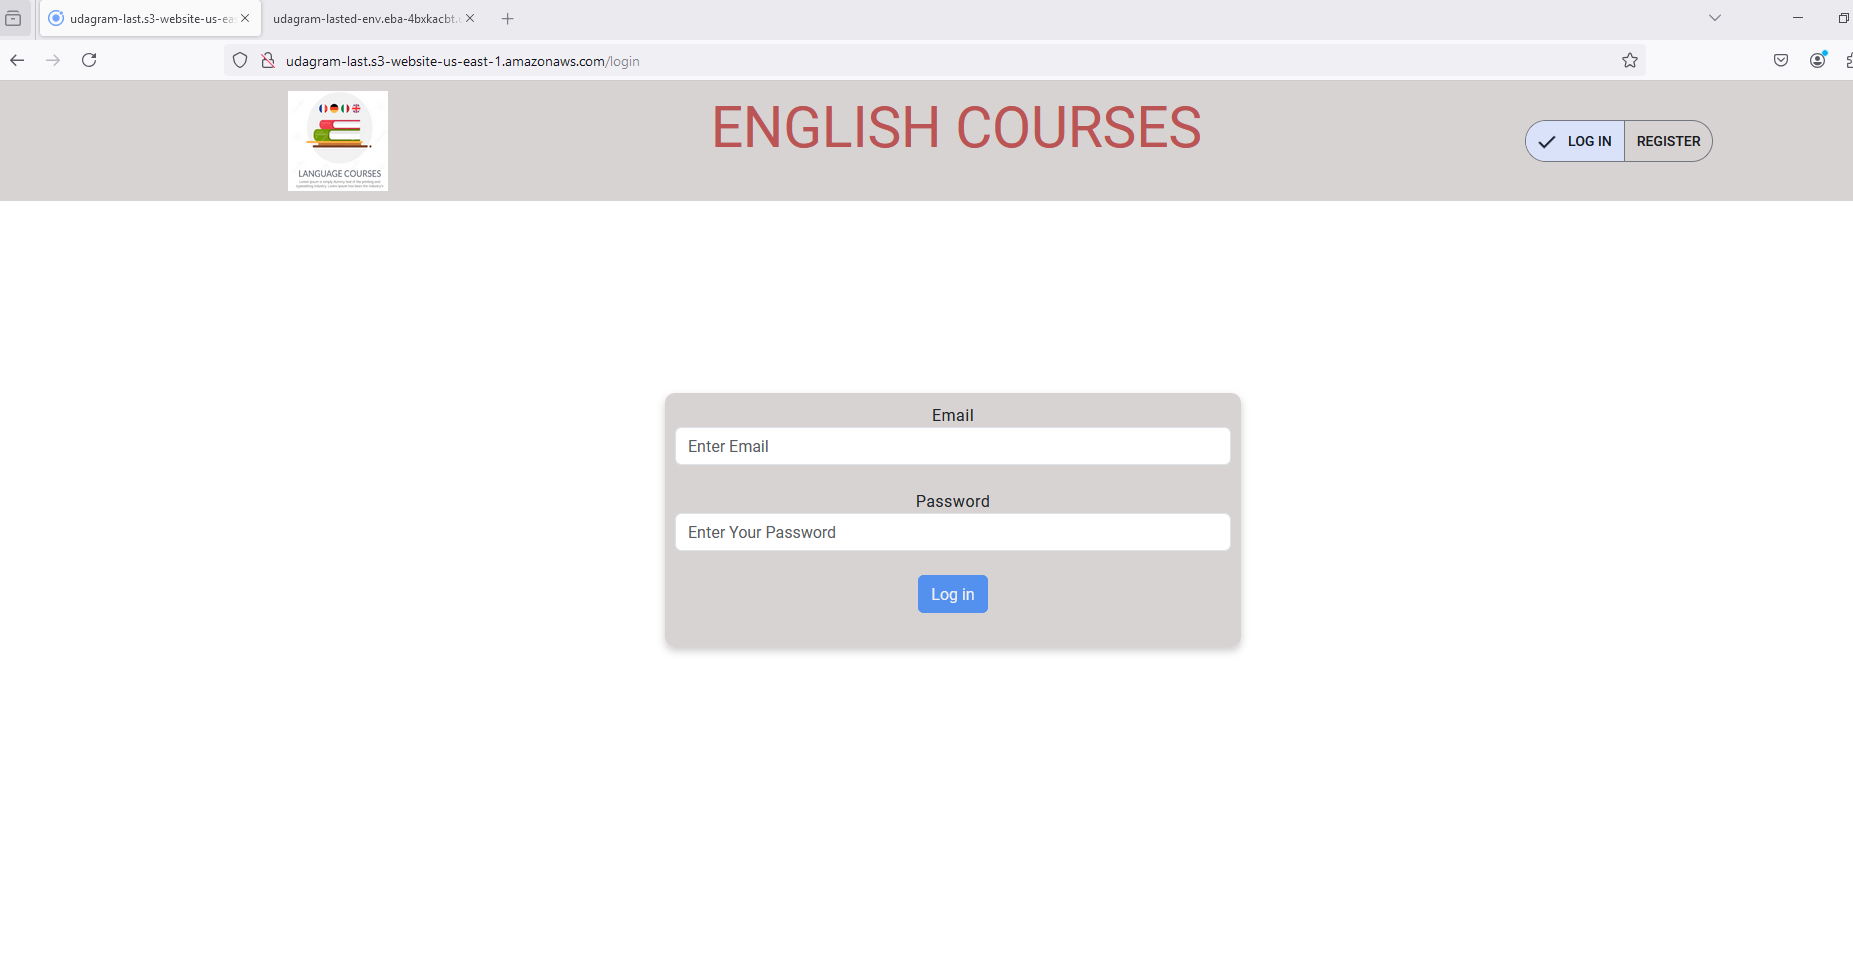 udagram-last.s3-website-us-ea
udagram-lasted-env.eba-4bxkacbt.
udagram-last.s3-website-us-east-1.amazonaws.com/login
ENGLISH COURSES
LOG IN
REGISTER
LANGUAGE COURSES
Email
Enter Email
Password
Enter Your Password
Log in